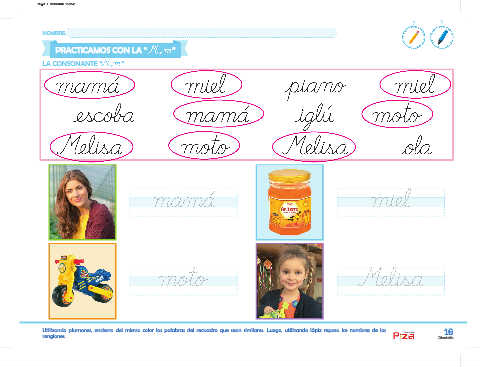 NOMBRE:
PRACTICAMOS CON LA "M, m"
LA CONSONANTE "M, m"
mamá miel piano miel
escoba mamá iglú moto
Melisa moto Melisa ola
mamá miel
moto Melisa
Utilizando plumones, encierra del mismo color las palabras del recuadro que sean similares. Luego, utilizando lápiz repasa los nombres de las imágenes.
Piza
16